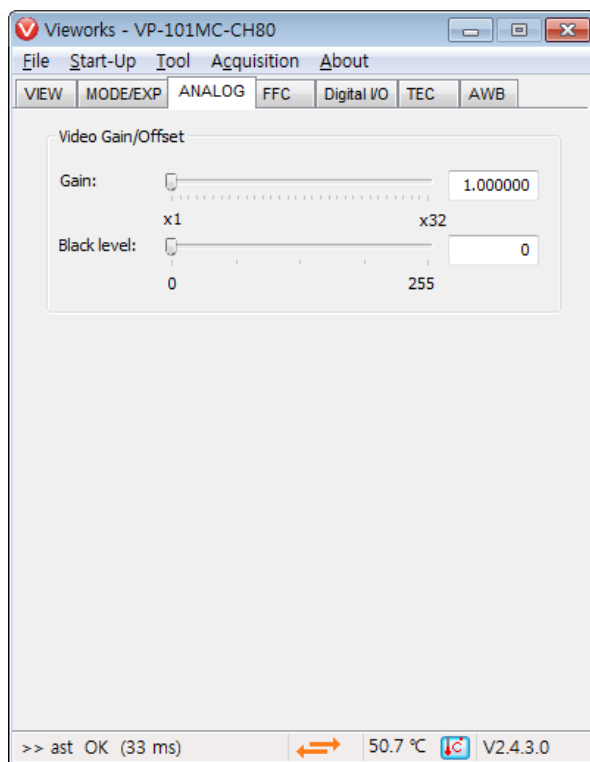 Vieworks - VP-101MC-CH80
File Start-Up Tool Acquisition About
VIEW MODE/EXP ANALOG FFC Digital I/O TEC AWB
Video Gain/Offset
Gain: 1.000000
x1 x32
Black level: 0
0 255
>> ast OK (33 ms) 50.7 ℃ C V2.4.3.0